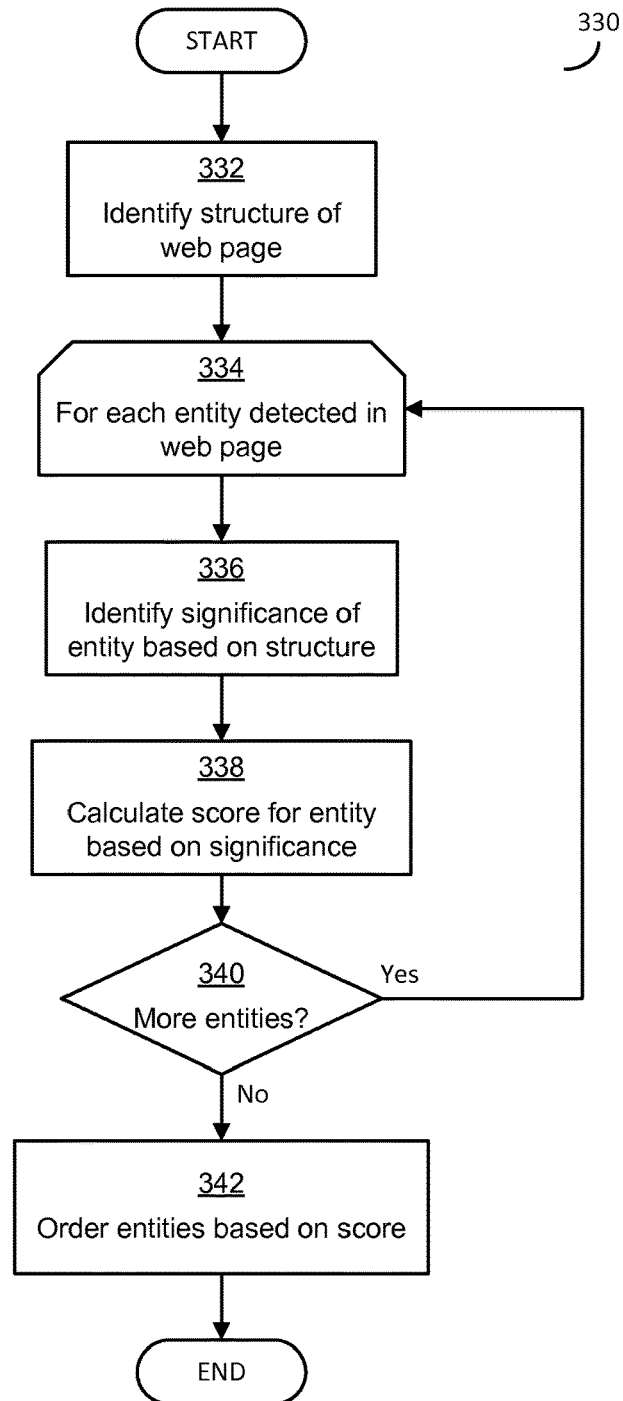 START
330
332
Identify structure of
web page
334
For each entity detected in
web page
336
Identify significance of
entity based on structure
338
Calculate score for entity
based on significance
340
More entities?
Yes
No
342
Order entities based on score
END